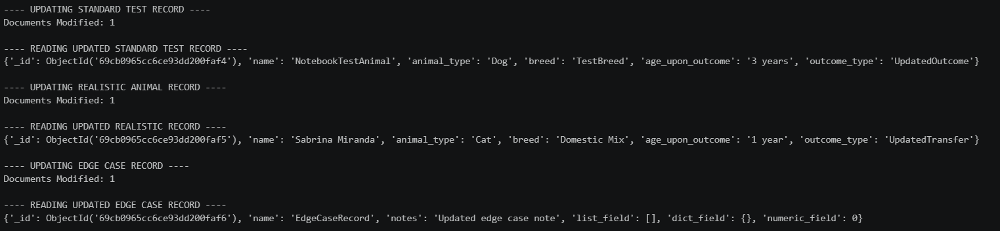 ---- UPDATING STANDARD TEST RECORD ----
Documents Modified: 1
---- READING UPDATED STANDARD TEST RECORD ----
{'_id': ObjectId('69cb0965cc6ce93dd200faf4'), 'name': 'NotebookTestAnimal', 'animal_type': 'Dog', 'breed': 'TestBreed', 'age_upon_outcome': '3 years', 'outcome_type': 'UpdatedOutcome'}
---- UPDATING REALISTIC ANIMAL RECORD ----
Documents Modified: 1
---- READING UPDATED REALISTIC RECORD ----
{'_id': ObjectId('69cb0965cc6ce93dd200faf5'), 'name': 'Sabrina Miranda', 'animal_type': 'Cat', 'breed': 'Domestic Mix', 'age_upon_outcome': '1 year', 'outcome_type': 'UpdatedTransfer'}
---- UPDATING EDGE CASE RECORD ----
Documents Modified: 1
---- READING UPDATED EDGE CASE RECORD ----
{'_id': ObjectId('69cb0965cc6ce93dd200faf6'), 'name': 'EdgeCaseRecord', 'notes': 'Updated edge case note', 'list_field': [], 'dict_field': {}, 'numeric_field': 0}